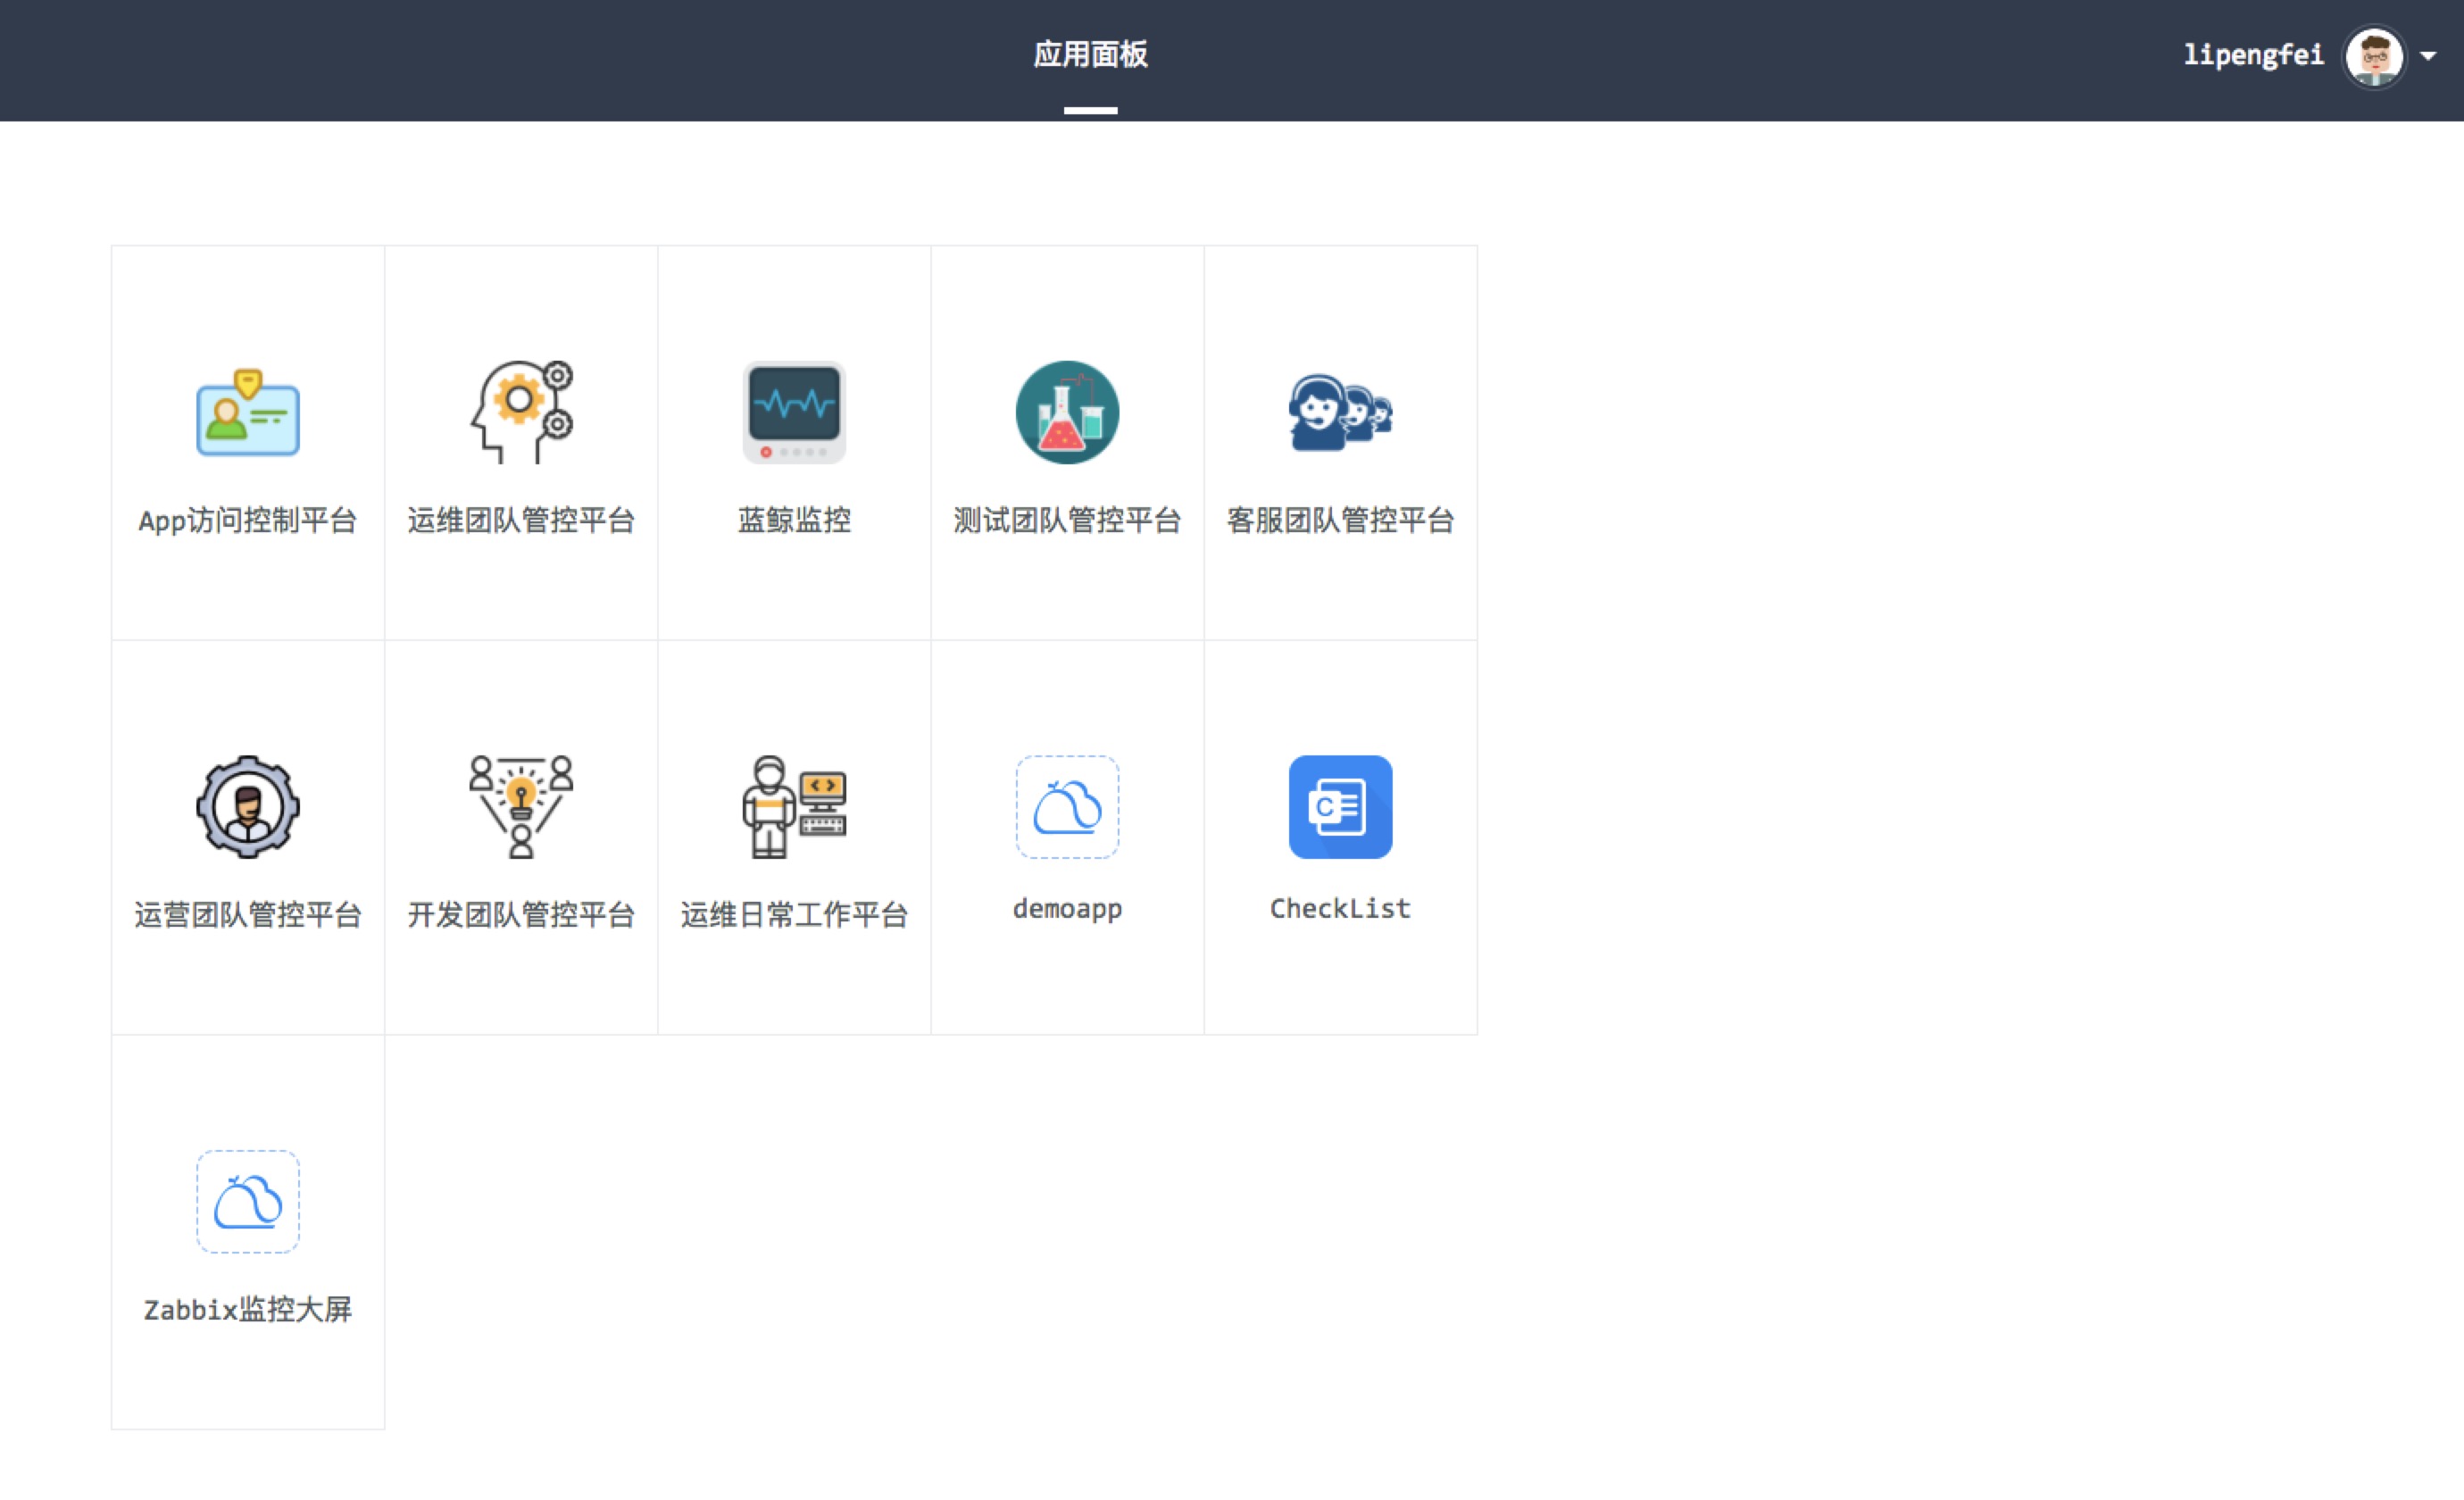 应用面板
lipengfei
App访问控制平台
运维团队管控平台
蓝鲸监控
测试团队管控平台
客服团队管控平台
运营团队管控平台
开发团队管控平台
运维日常工作平台
demoapp
C
CheckList
Zabbix监控大屏